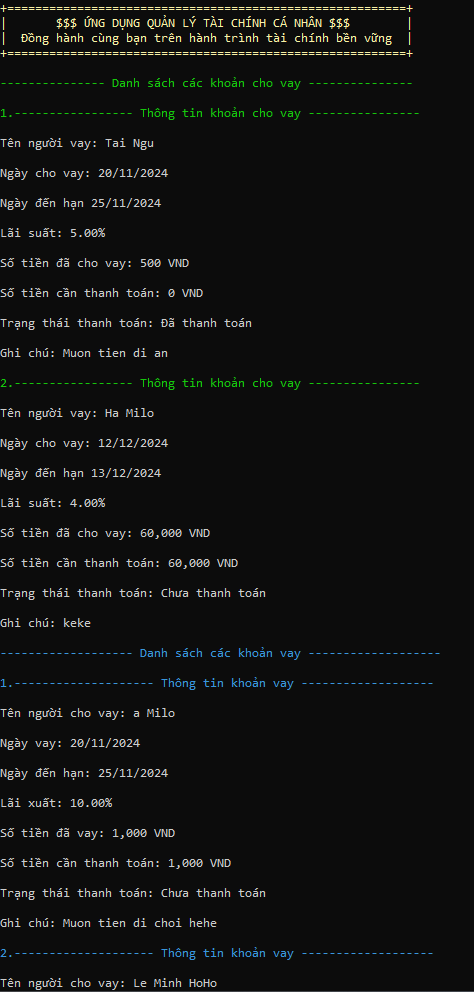 +=========================================================+
| $$$ ỨNG DỤNG QUẢN LÝ TÀI CHÍNH CÁ NHÂN $$$ |
| Đồng hành cùng bạn trên hành trình tài chính bền vững |
+=========================================================+
--------------- Danh sách các khoản cho vay ---------------
1.----------------- Thông tin khoản cho vay ----------------
Tên người vay: Tai Ngu
Ngày cho vay: 20/11/2024
Ngày đến hạn 25/11/2024
Lãi suất: 5.00%
Số tiền đã cho vay: 500 VND
Số tiền cần thanh toán: 0 VND
Trạng thái thanh toán: Đã thanh toán
Ghi chú: Muon tien di an
2.----------------- Thông tin khoản cho vay ----------------
Tên người vay: Ha Milo
Ngày cho vay: 12/12/2024
Ngày đến hạn 13/12/2024
Lãi suất: 4.00%
Số tiền đã cho vay: 60,000 VND
Số tiền cần thanh toán: 60,000 VND
Trạng thái thanh toán: Chưa thanh toán
Ghi chú: keke
------------------- Danh sách các khoản vay -------------------
1.-------------------- Thông tin khoản vay -------------------
Tên người cho vay: a Milo
Ngày vay: 20/11/2024
Ngày đến hạn: 25/11/2024
Lãi xuất: 10.00%
Số tiền đã vay: 1,000 VND
Số tiền cần thanh toán: 1,000 VND
Trạng thái thanh toán: Chưa thanh toán
Ghi chú: Muon tien di choi hehe
2.-------------------- Thông tin khoản vay -------------------
Tên người cho vay: Le Minh HoHo